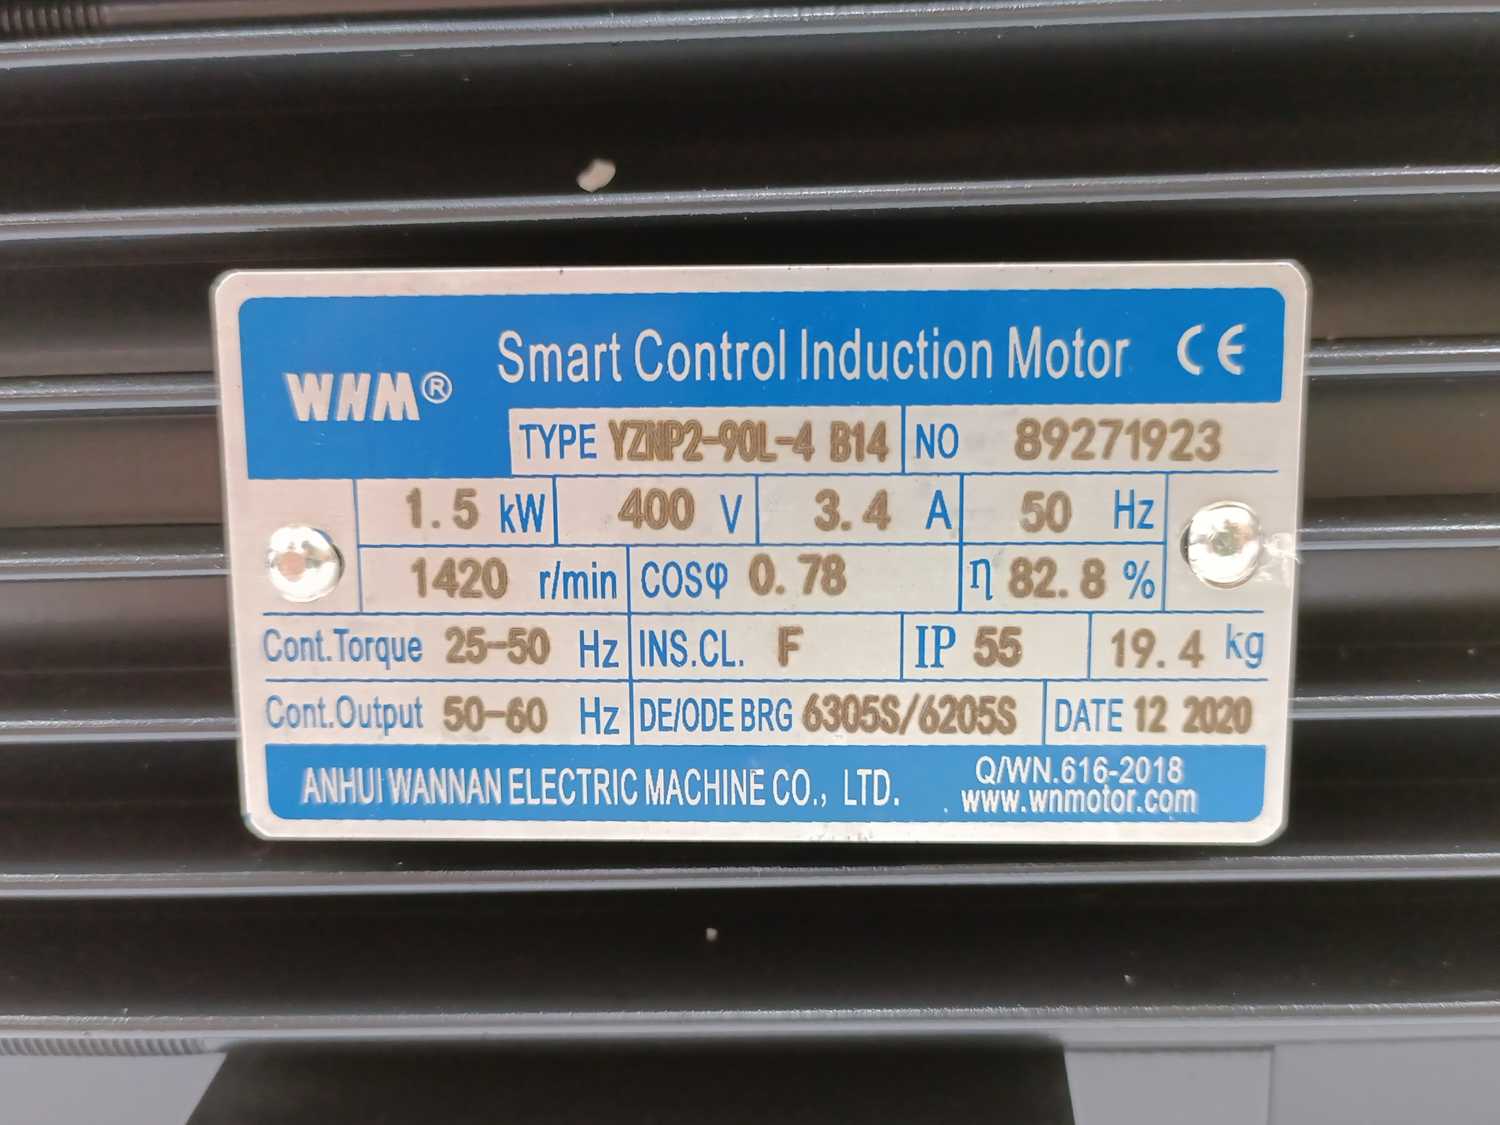 WNM® Smart Control Induction Motor CE
TYPE YZNP2-90L-4 B14 NO 89271923
1.5 kW 400 V 3.4 A 50 Hz
1420 r/min COSφ 0.78 η 82.8 %
Cont.Torque 25-50 Hz INS.CL. F IP 55 19.4 kg
Cont.Output 50-60 Hz DE/ODE BRG 6305S/6205S DATE 12 2020
ANHUI WANNAN ELECTRIC MACHINE CO., LTD. Q/WN.616-2018
www.wnmotor.com